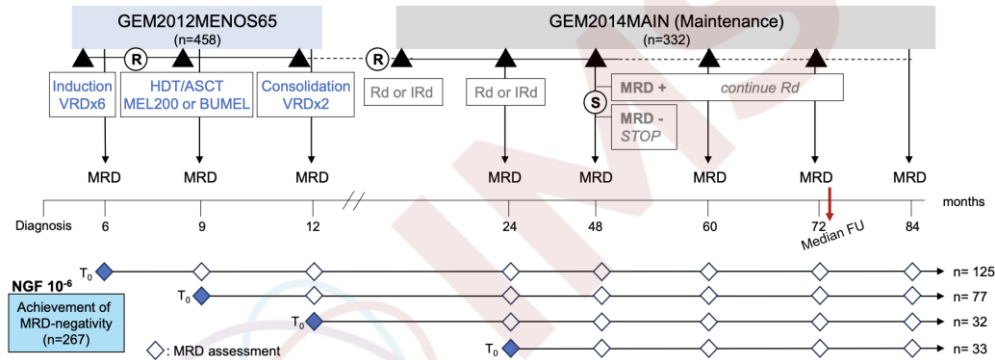 GEM2012MENOS65
(n=458)
GEM2014MAIN (Maintenance)
(n=332)
R
R
Induction
VRDx6
HDT/ASCT
MEL200 or BUMEL
Consolidation
VRDx2
Rd or IRd
Rd or IRd
S
MRD + continue Rd
MRD -
STOP
MRD MRD MRD MRD MRD MRD MRD MRD
months
Diagnosis 6 9 12 24 48 60 72 84
Median FU
T0 n= 125
NGF 10-6
T0 n= 77
Achievement of
MRD-negativity
(n=267)
T0 n= 32
: MRD assessment
T0 n= 33
IMS